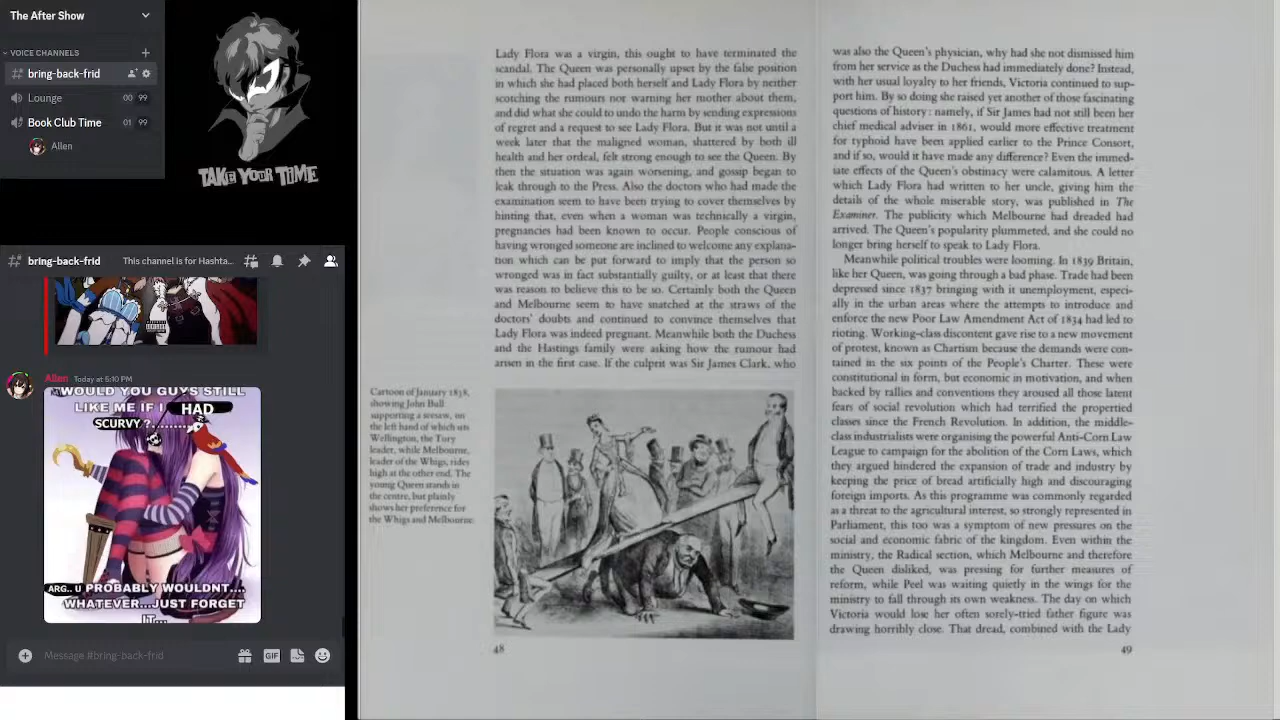 The After Show
VOICE CHANNELS
bring-back-frid
Lounge
00 99
Book Club Time
01 99
Allen
TAKE YOUR TIME
# bring-back-frid
This channel is for Hashta...
Allen Today at 5:10 PM
WOULD YOU GUYS STILL
LIKE ME IF I HAD
SCURVY?.........
ARG.. U PROBABLY WOULDNT....
WHATEVER...JUST FORGET
IT...
Message #bring-back-frid
GIF
Lady Flora was a virgin, this ought to have terminated the
scandal. The Queen was personally upset by the false position
in which she had placed both herself and Lady Flora by neither
scotching the rumours nor warning her mother about them,
and did what she could to undo the harm by sending expressions
of regret and a request to see Lady Flora. But it was not until a
week later that the maligned woman, shattered by both ill
health and her ordeal, felt strong enough to see the Queen. By
then the situation was again worsening, and gossip began to
leak through to the Press. Also the doctors who had made the
examination seem to have been trying to cover themselves by
hinting that, even when a woman was technically a virgin,
pregnancies had been known to occur. People conscious of
having wronged someone are inclined to welcome any explana-
tion which can be put forward to imply that the person so
wronged was in fact substantially guilty, or at least that there
was reason to believe this to be so. Certainly both the Queen
and Melbourne seem to have snatched at the straws of the
doctors' doubts and continued to convince themselves that
Lady Flora was indeed pregnant. Meanwhile both the Duchess
and the Hastings family were asking how the rumour had
arisen in the first case. If the culprit was Sir James Clark, who
Cartoon of January 1838,
showing John Bull
supporting a seesaw, on
the left hand of which sits
Wellington, the Tory
leader, while Melbourne,
leader of the Whigs, rides
high at the other end. The
young Queen stands in
the centre, but plainly
shows her preference for
the Whigs and Melbourne
48
was also the Queen's physician, why had she not dismissed him
from her service as the Duchess had immediately done? Instead,
with her usual loyalty to her friends, Victoria continued to sup-
port him. By so doing she raised yet another of those fascinating
questions of history: namely, if Sir James had not still been her
chief medical adviser in 1861, would more effective treatment
for typhoid have been applied earlier to the Prince Consort,
and if so, would it have made any difference? Even the immed-
iate effects of the Queen's obstinacy were calamitous. A letter
which Lady Flora had written to her uncle, giving him the
details of the whole miserable story, was published in The
Examiner. The publicity which Melbourne had dreaded had
arrived. The Queen's popularity plummeted, and she could no
longer bring herself to speak to Lady Flora.
Meanwhile political troubles were looming. In 1839 Britain,
like her Queen, was going through a bad phase. Trade had been
depressed since 1837 bringing with it unemployment, especi-
ally in the urban areas where the attempts to introduce and
enforce the new Poor Law Amendment Act of 1834 had led to
rioting. Working-class discontent gave rise to a new movement
of protest, known as Chartism because the demands were con-
tained in the six points of the People's Charter. These were
constitutional in form, but economic in motivation, and when
backed by rallies and conventions they aroused all those latent
fears of social revolution which had terrified the propertied
classes since the French Revolution. In addition, the middle-
class industrialists were organising the powerful Anti-Corn Law
League to campaign for the abolition of the Corn Laws, which
they argued hindered the expansion of trade and industry by
keeping the price of bread artificially high and discouraging
foreign imports. As this programme was commonly regarded
as a threat to the agricultural interest, so strongly represented in
Parliament, this too was a symptom of new pressures on the
social and economic fabric of the kingdom. Even within the
ministry, the Radical section, which Melbourne and therefore
the Queen disliked, was pressing for further measures of
reform, while Peel was waiting quietly in the wings for the
ministry to fall through its own weakness. The day on which
Victoria would lose her often sorely-tried father figure was
drawing horribly close. That dread, combined with the Lady
49